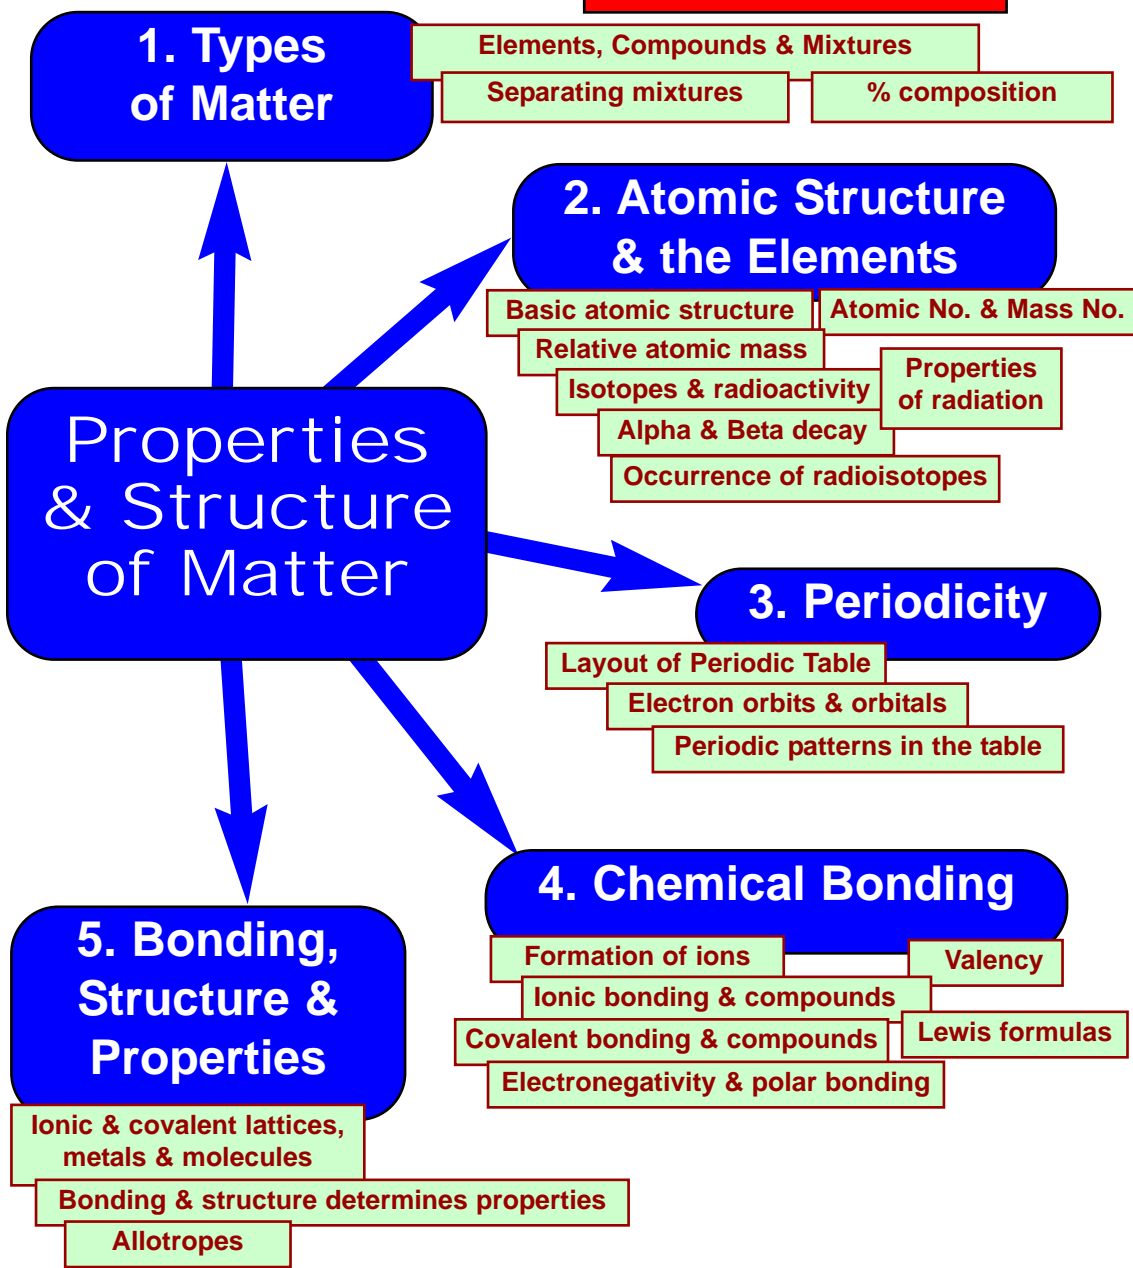 1. Types
of Matter
Elements, Compounds & Mixtures
Separating mixtures
% composition
2. Atomic Structure
& the Elements
Basic atomic structure
Atomic No. & Mass No.
Relative atomic mass
Isotopes & radioactivity
Properties
of radiation
Alpha & Beta decay
Occurrence of radioisotopes
Properties
& Structure
of Matter
3. Periodicity
Layout of Periodic Table
Electron orbits & orbitals
Periodic patterns in the table
4. Chemical Bonding
Formation of ions
Valency
Ionic bonding & compounds
Lewis formulas
Covalent bonding & compounds
Electronegativity & polar bonding
5. Bonding,
Structure &
Properties
Ionic & covalent lattices,
metals & molecules
Bonding & structure determines properties
Allotropes